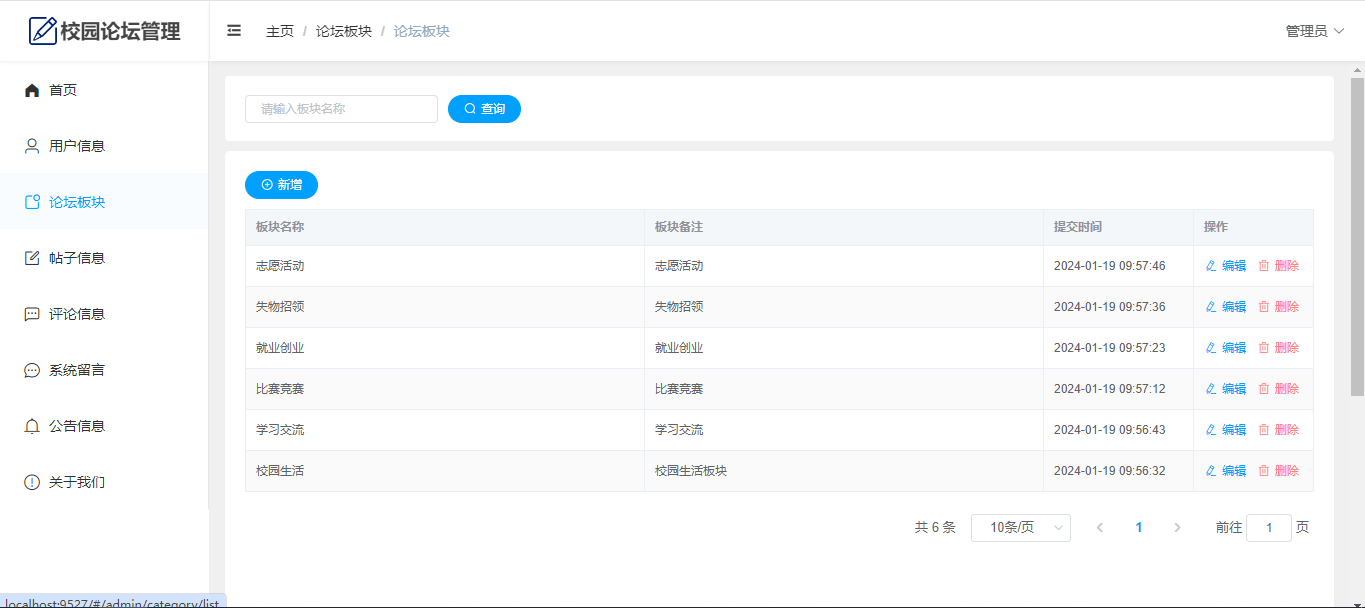 校园论坛管理
主页 / 论坛板块 / 论坛板块
管理员
首页
用户信息
论坛板块
帖子信息
评论信息
系统留言
公告信息
关于我们
请输入板块名称
查询
新增
板块名称 板块备注 提交时间 操作
志愿活动 志愿活动 2024-01-19 09:57:46 编辑 删除
失物招领 失物招领 2024-01-19 09:57:36 编辑 删除
就业创业 就业创业 2024-01-19 09:57:23 编辑 删除
比赛竞赛 比赛竞赛 2024-01-19 09:57:12 编辑 删除
学习交流 学习交流 2024-01-19 09:56:43 编辑 删除
校园生活 校园生活板块 2024-01-19 09:56:32 编辑 删除
共 6 条 10条/页 1 前往 1 页
localhost:9527/#/admin/category/list